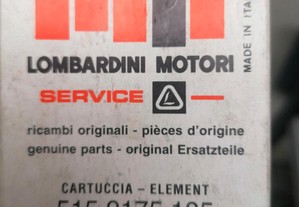 MADE IN ITA
LOMBARDINI MOTORI
SERVICE
ricambi originali - pièces d'origine
genuine parts - original Ersatzteile
CARTUCCIA - ELEMENT